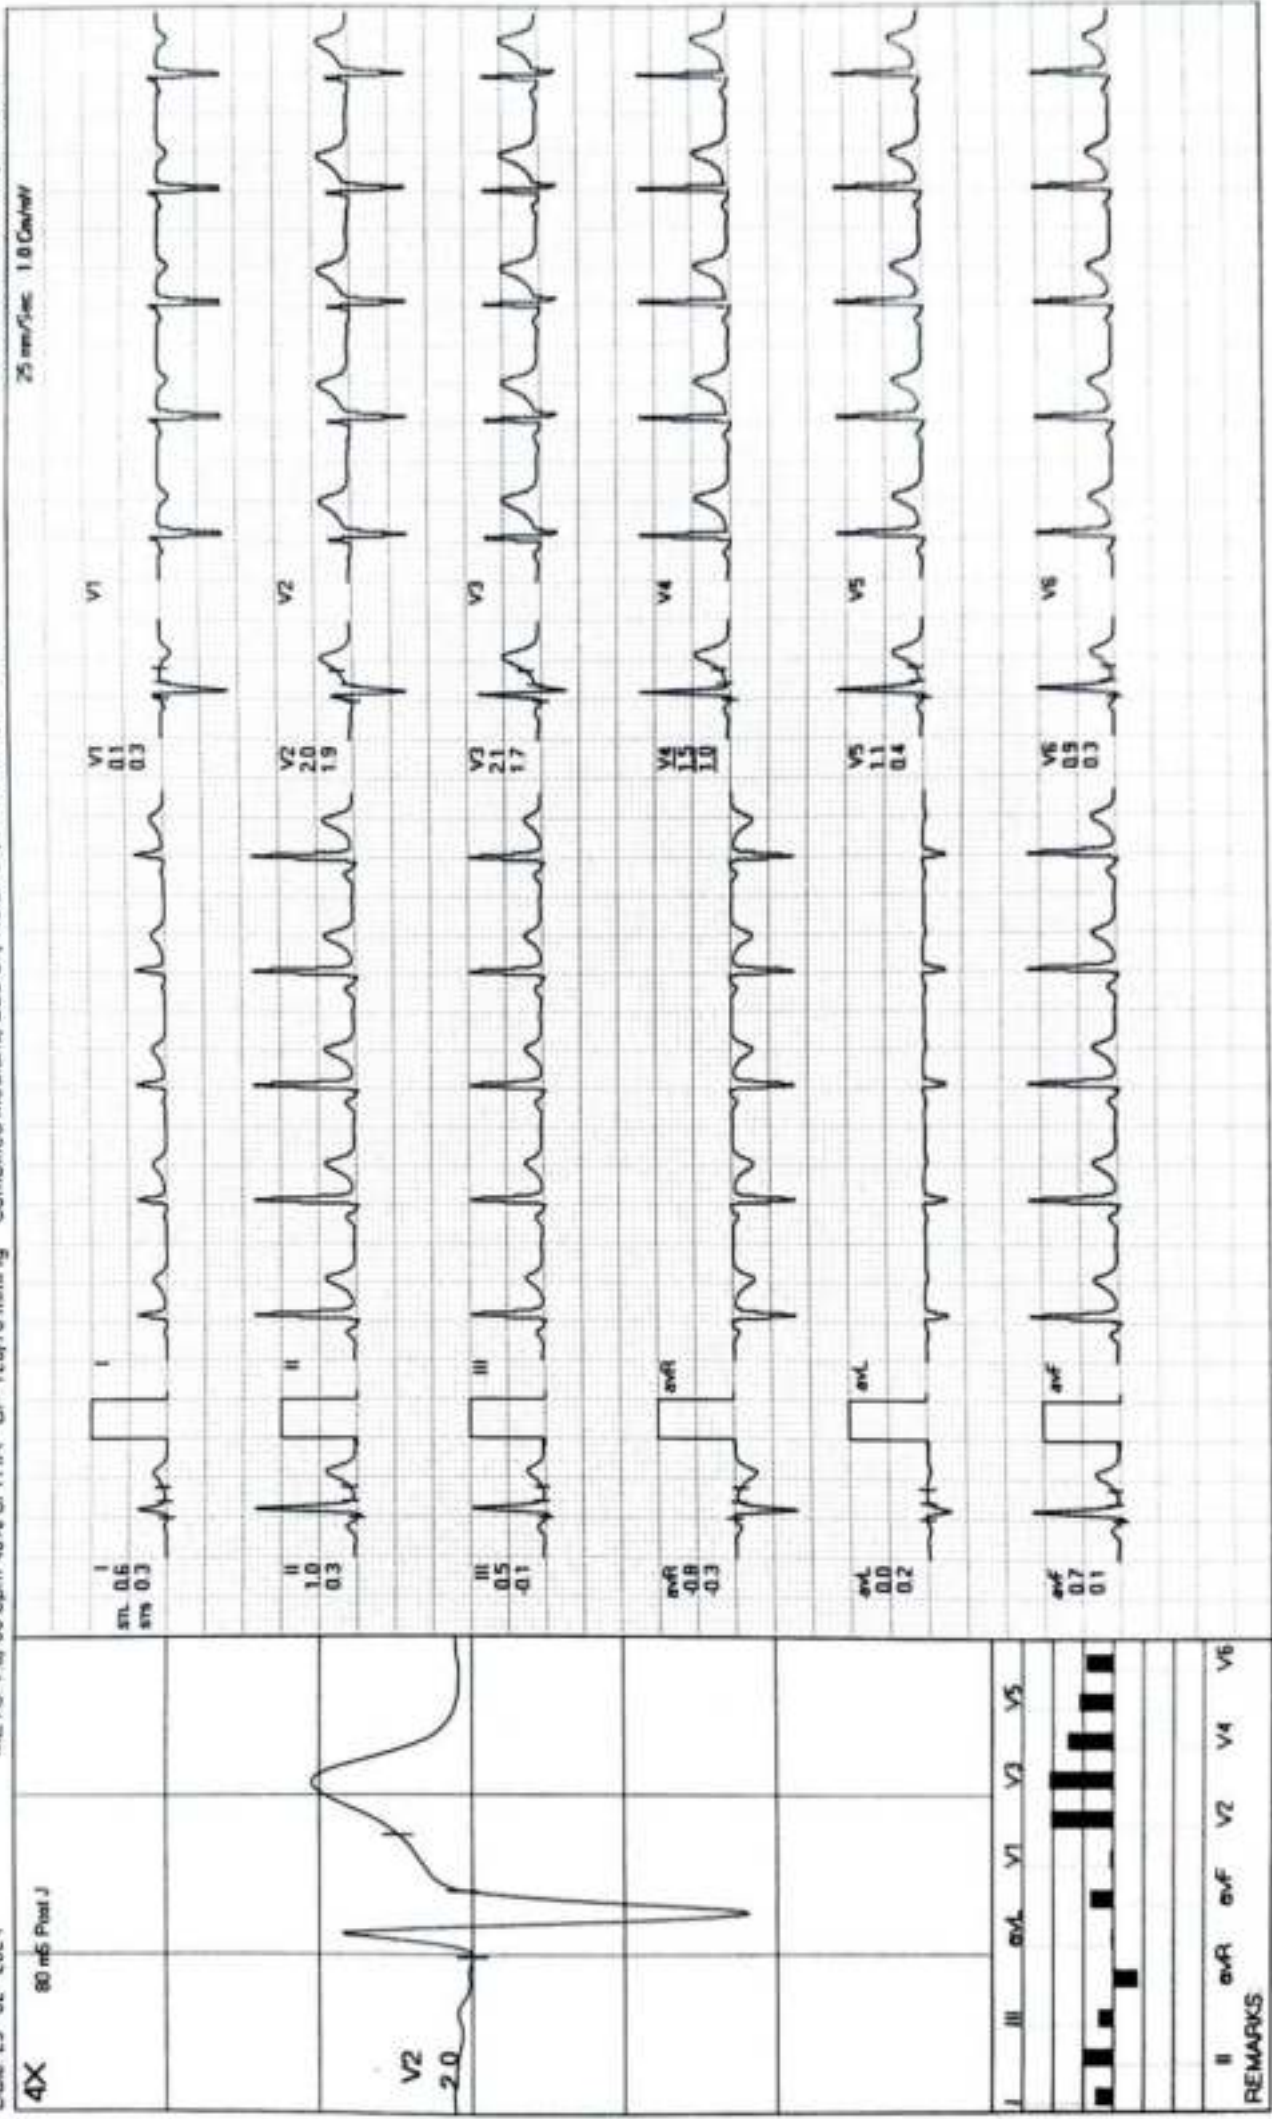 4X
80 mS Post J
25 mm/Sec. 1.0 Cm/mV
V2
2.0
I
STL 0.6
STS 0.3
I
V1
0.1
0.3
V1
II
1.0
0.3
II
V2
2.0
1.9
V2
III
0.5
-0.1
III
V3
2.1
1.7
V3
avR
-0.8
-0.3
avR
V4
1.5
1.0
V4
avL
0.0
0.2
avL
V5
1.1
0.4
V5
avF
0.7
0.1
avF
V6
0.9
0.3
V6
I III avL V1 V3 V5
II avR avF V2 V4 V6
REMARKS: